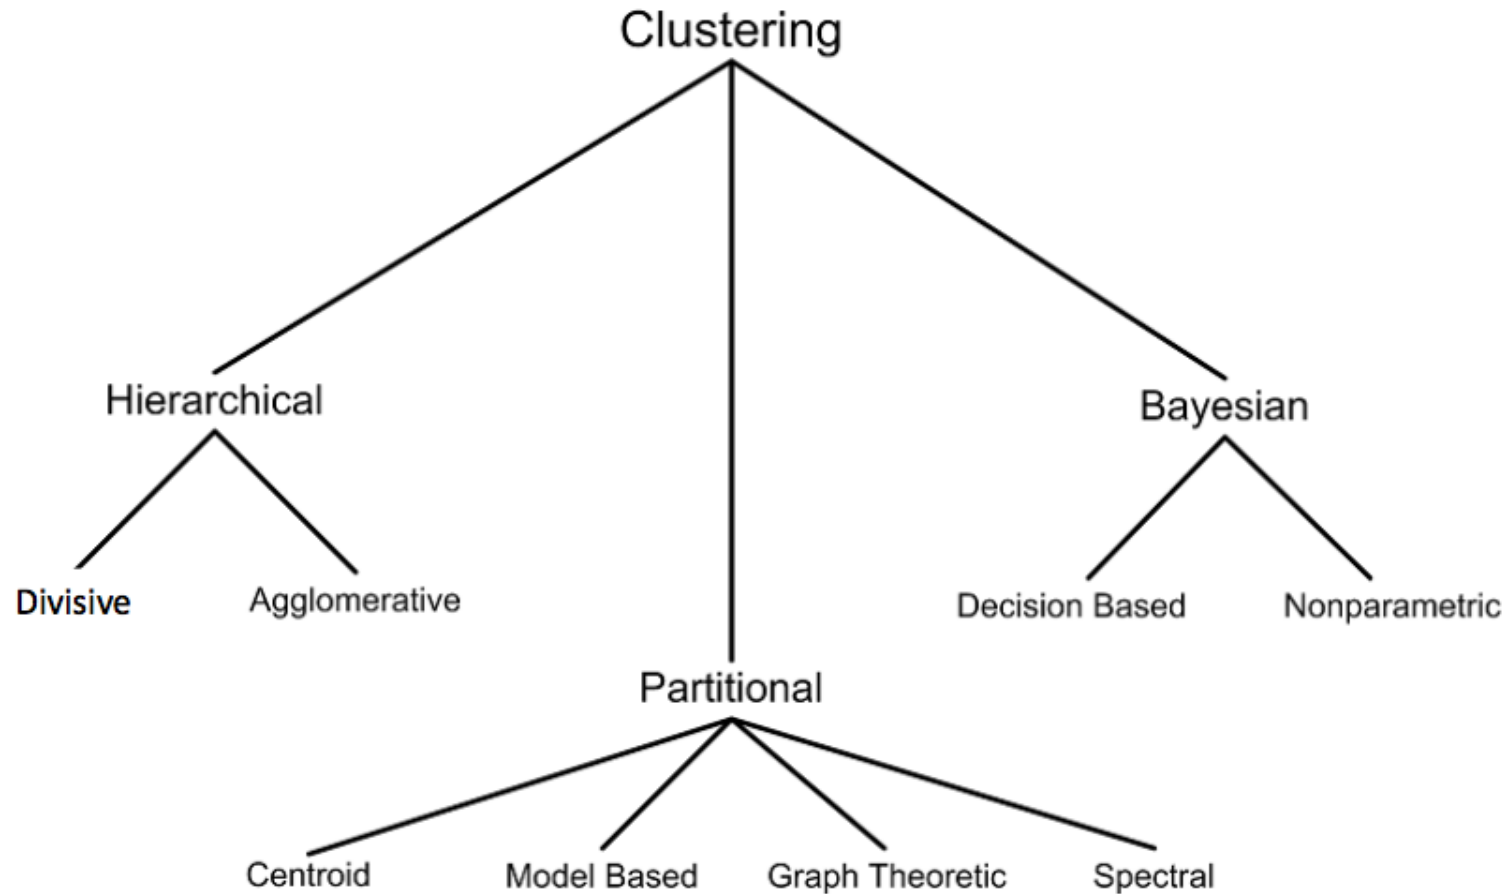 Clustering
Hierarchical
Bayesian
Divisive
Agglomerative
Decision Based
Nonparametric
Partitional
Centroid
Model Based
Graph Theoretic
Spectral